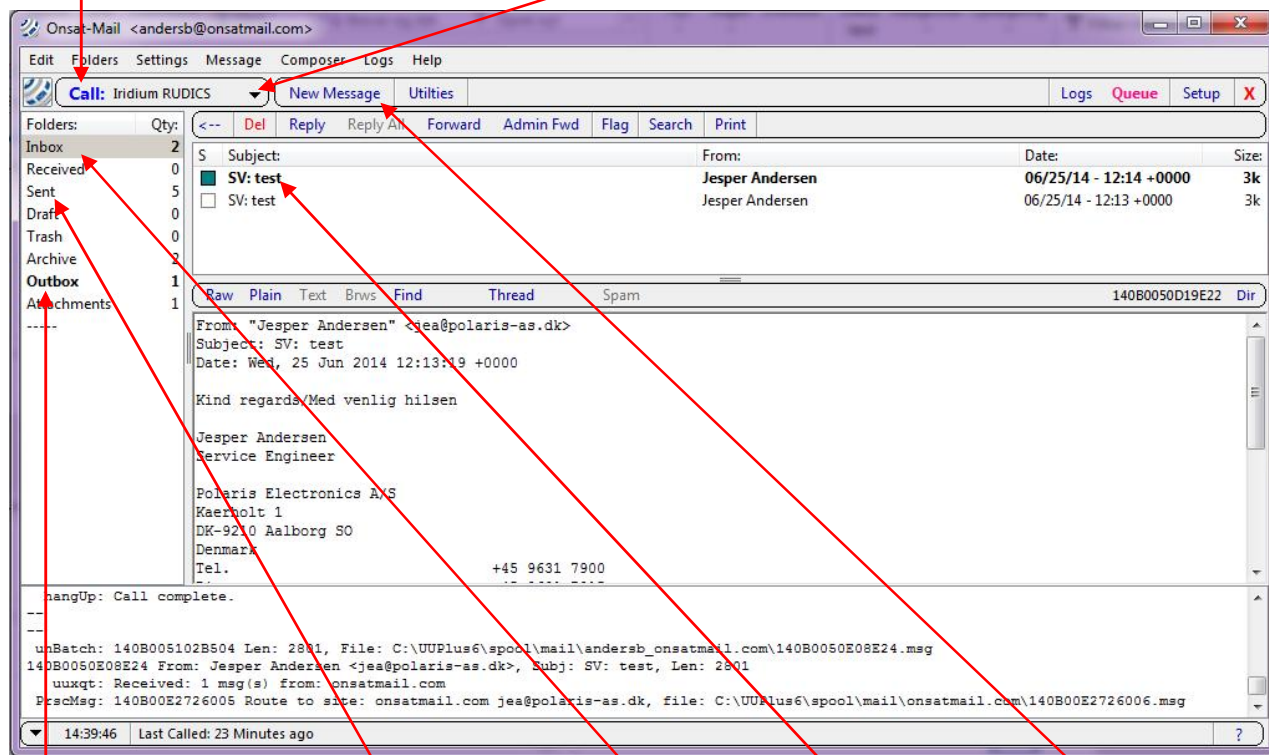 Onsat-Mail <andersb@onsatmail.com>
Edit Folders Settings Message Composer Logs Help
Call: Iridium RUDICS New Message Utilties Logs Queue Setup X
Folders: Qty: <-- Del Reply Reply All Forward Admin Fwd Flag Search Print
Inbox 2
S Subject: From: Date: Size:
Received 0
SV: test Jesper Andersen 06/25/14 - 12:14 +0000 3k
Sent 5
SV: test Jesper Andersen 06/25/14 - 12:13 +0000 3k
Draft 0
Trash 0
Archive 2
Outbox 1
Attachments 1
-----
Raw Plain Text Brws Find Thread Spam 140B0050D19E22 Dir
From: "Jesper Andersen" <jea@polaris-as.dk>
Subject: SV: test
Date: Wed, 25 Jun 2014 12:13:19 +0000
Kind regards/Med venlig hilsen
Jesper Andersen
Service Engineer
Polaris Electronics A/S
Kaerholt 1
DK-9210 Aalborg SO
Denmark
Tel. +45 9631 7900
hangUp: Call complete.
--
--
unBatch: 140B005102B504 Len: 2801, File: C:\UUPlus6\spool\mail\andersb_onsatmail.com\140B0050E08E24.msg
140B0050E08E24 From: Jesper Andersen <jea@polaris-as.dk>, Subj: SV: test, Len: 2801
uuxqt: Received: 1 msg(s) from: onsatmail.com
PrscMsg: 140B00E2726005 Route to site: onsatmail.com jea@polaris-as.dk, file: C:\UUPlus6\spool\mail\onsatmail.com\140B00E2726006.msg
14:39:46 Last Called: 23 Minutes ago ?